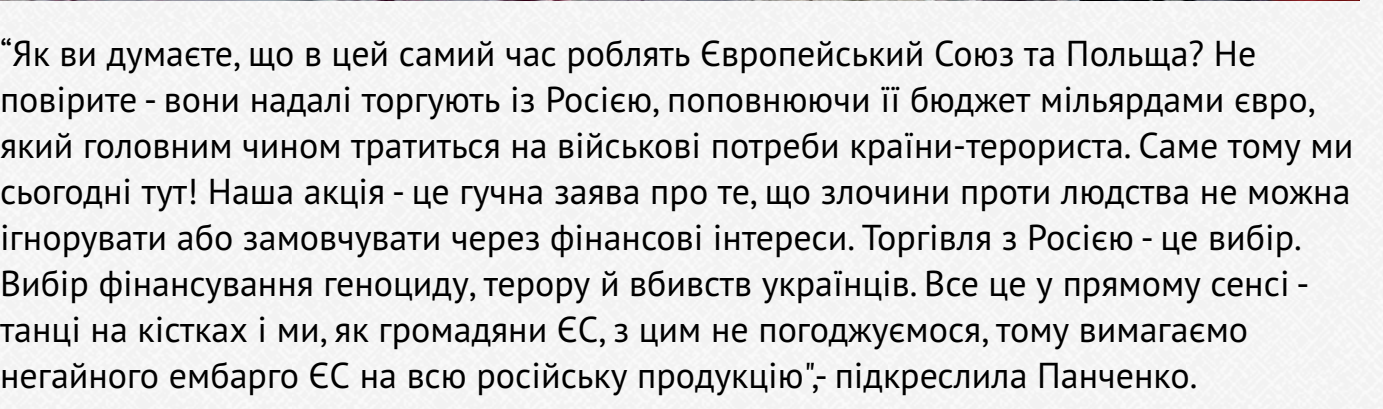 “Як ви думаєте, що в цей самий час роблять Європейський Союз та Польща? Не
повірите - вони надалі торгують із Росією, поповнюючи її бюджет мільярдами євро,
який головним чином тратиться на військові потреби країни-терориста. Саме тому ми
сьогодні тут! Наша акція - це гучна заява про те, що злочини проти людства не можна
ігнорувати або замовчувати через фінансові інтереси. Торгівля з Росією - це вибір.
Вибір фінансування геноциду, терору й вбивств українців. Все це у прямому сенсі -
танці на кістках і ми, як громадяни ЄС, з цим не погоджуємося, тому вимагаємо
негайного ембарго ЄС на всю російську продукцію",- підкреслила Панченко.